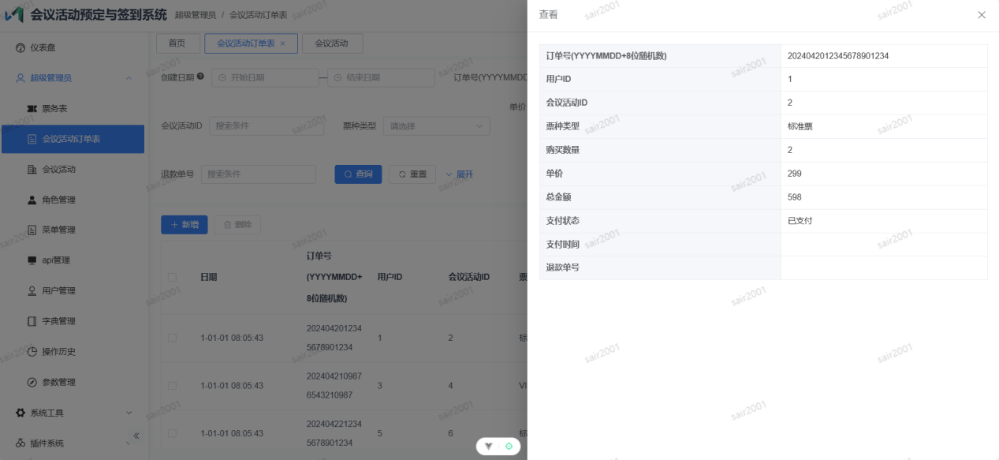 会议活动预定与签到系统
超级管理员 / 会议活动订单表
仪表盘
超级管理员
票务表
会议活动订单表
会议活动
角色管理
菜单管理
api管理
用户管理
字典管理
操作历史
参数管理
系统工具
插件系统
首页
会议活动订单表 ×
会议活动
创建日期 开始日期 — 结束日期
订单号(YYYYMMDD
单价
会议活动ID 搜索条件
票种类型 请选择
退款单号 搜索条件
查询 重置 展开
+ 新增 删除
日期 订单号(YYYYMMDD+8位随机数) 用户ID 会议活动ID 票
1-01-01 08:05:43 2024042012345678901234 1 2 标
1-01-01 08:05:43 2024042109876543210987 3 4 VI
1-01-01 08:05:43 2024042212345678901234 5 6 标
查看
订单号(YYYYMMDD+8位随机数) 2024042012345678901234
用户ID 1
会议活动ID 2
票种类型 标准票
购买数量 2
单价 299
总金额 598
支付状态 已支付
支付时间
退款单号
sair2001